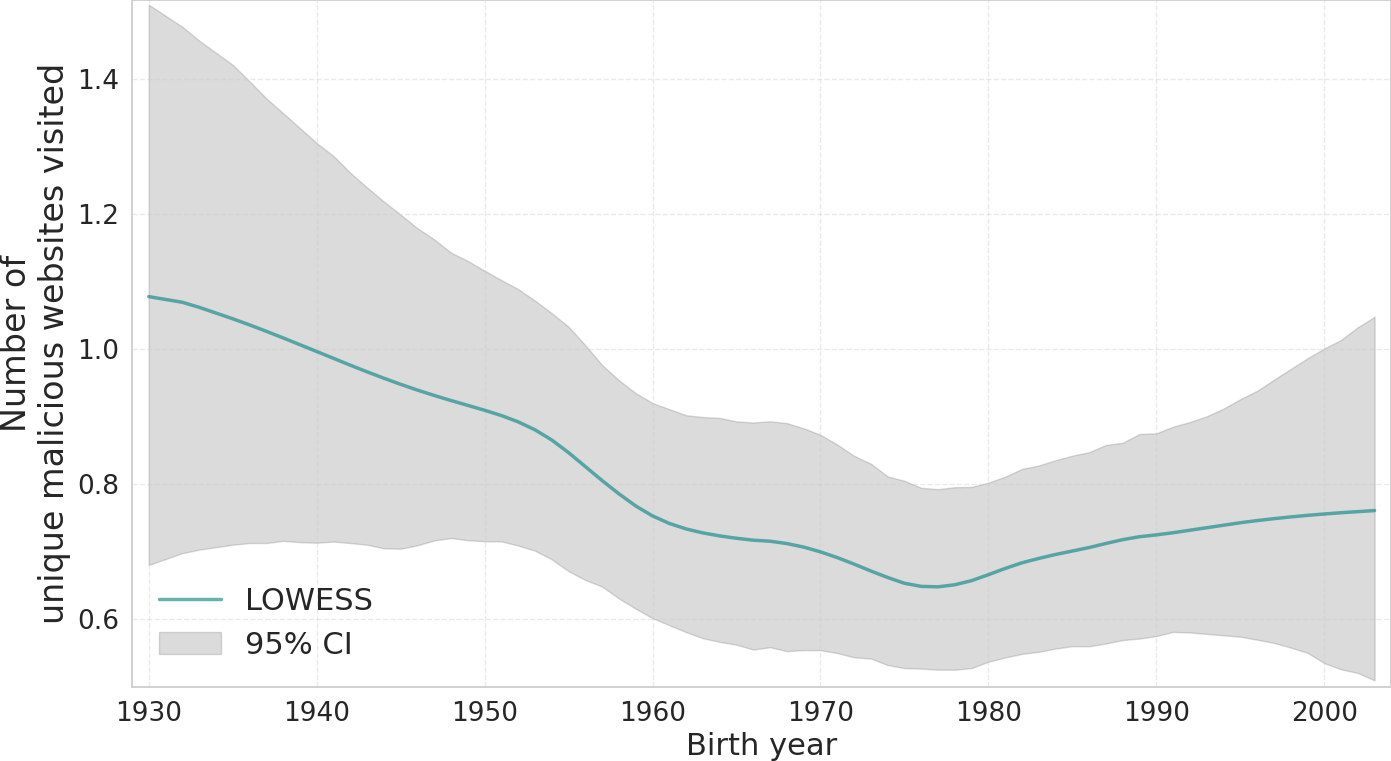 Number of
unique malicious websites visited
1.4
1.2
1.0
0.8
0.6
LOWESS
95% CI
1930 1940 1950 1960 1970 1980 1990 2000
Birth year